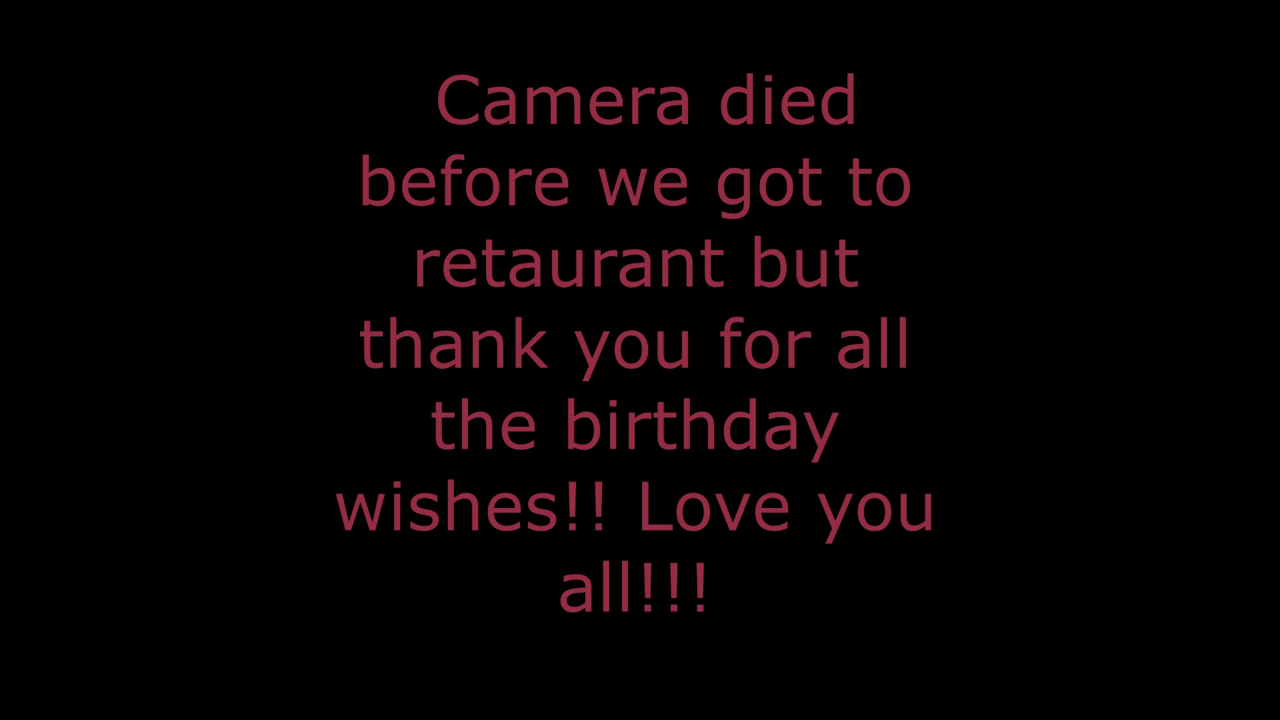 Camera died
before we got to
retaurant but
thank you for all
the birthday
wishes!! Love you
all!!!